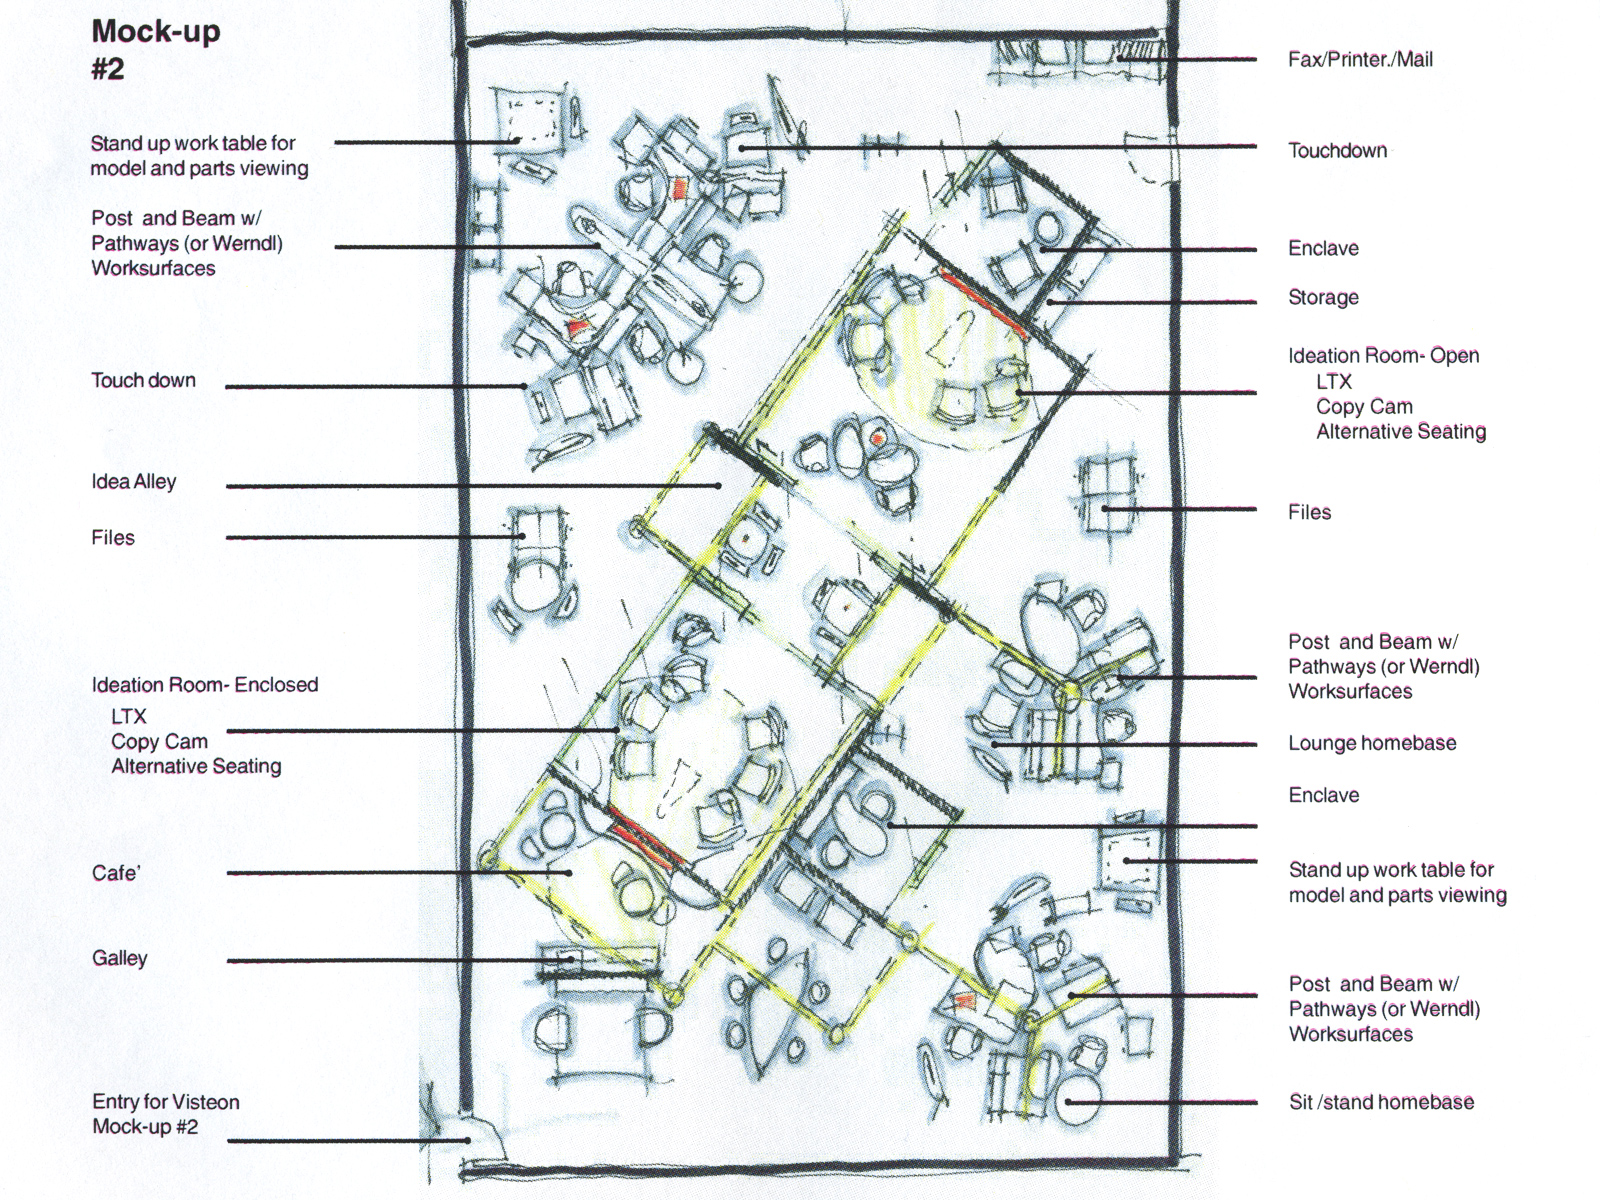 Mock-up
#2
Stand up work table for
model and parts viewing
Post and Beam w/
Pathways (or Werndl)
Worksurfaces
Touch down
Idea Alley
Files
Ideation Room- Enclosed
LTX
Copy Cam
Alternative Seating
Cafe'
Galley
Entry for Visteon
Mock-up #2
Fax/Printer./Mail
Touchdown
Enclave
Storage
Ideation Room- Open
LTX
Copy Cam
Alternative Seating
Files
Post and Beam w/
Pathways (or Werndl)
Worksurfaces
Lounge homebase
Enclave
Stand up work table for
model and parts viewing
Post and Beam w/
Pathways (or Werndl)
Worksurfaces
Sit /stand homebase